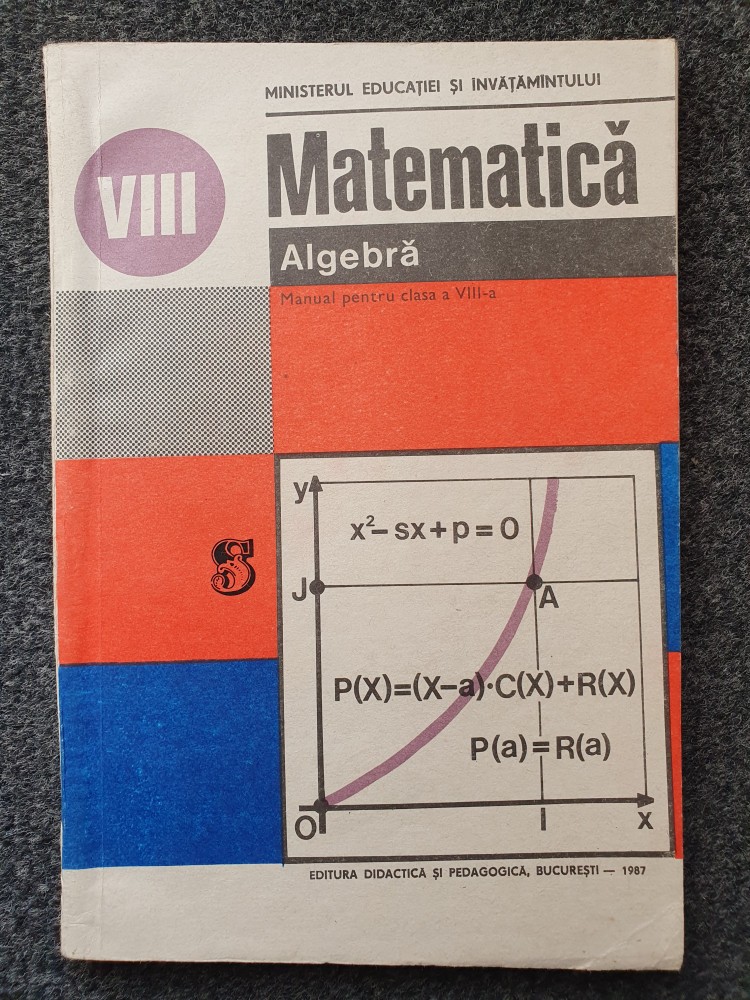 MINISTERUL EDUCAȚIEI ȘI INVĂȚĂMÎNTULUI
VIII
Matematică
Algebră
Manual pentru clasa a VIII-a
y
x²– sx + p = 0
S
J
A
P(X)=(X–a)·C(X)+R(X)
P(a)=R(a)
O
I
x
EDITURA DIDACTICĂ ȘI PEDAGOGICĂ, BUCUREȘTI — 1987